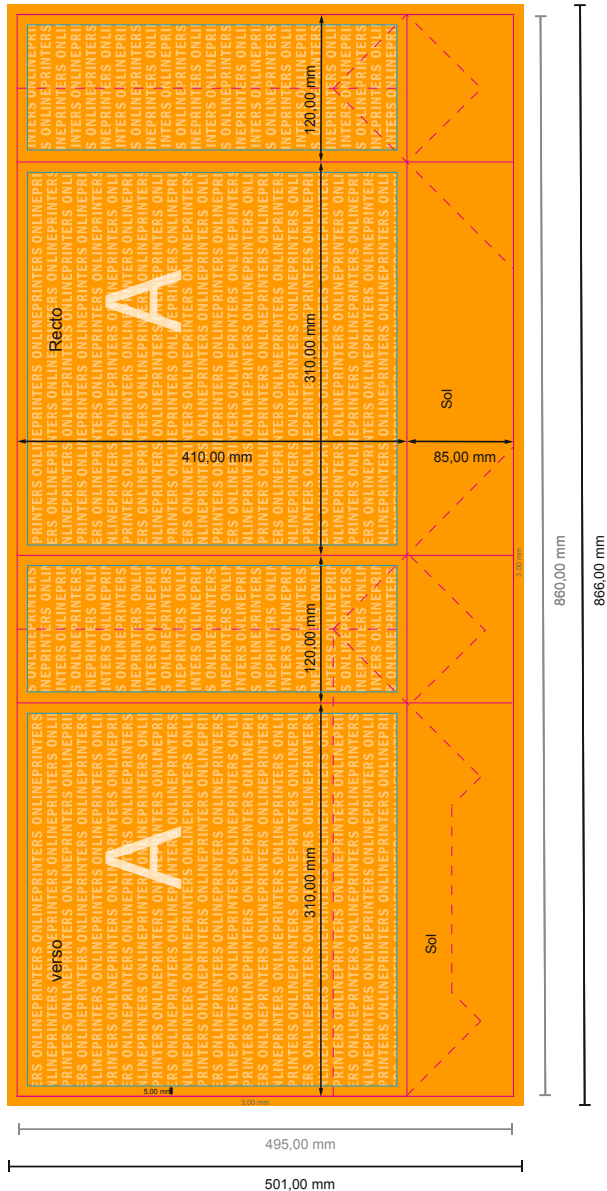 120,00 mm
Recto
A
310,00 mm
Sol
410,00 mm
85,00 mm
3,00 mm
860,00 mm
866,00 mm
120,00 mm
A
verso
310,00 mm
Sol
5,00 mm
3,00 mm
495,00 mm
501,00 mm
ONLINEPRINTERS